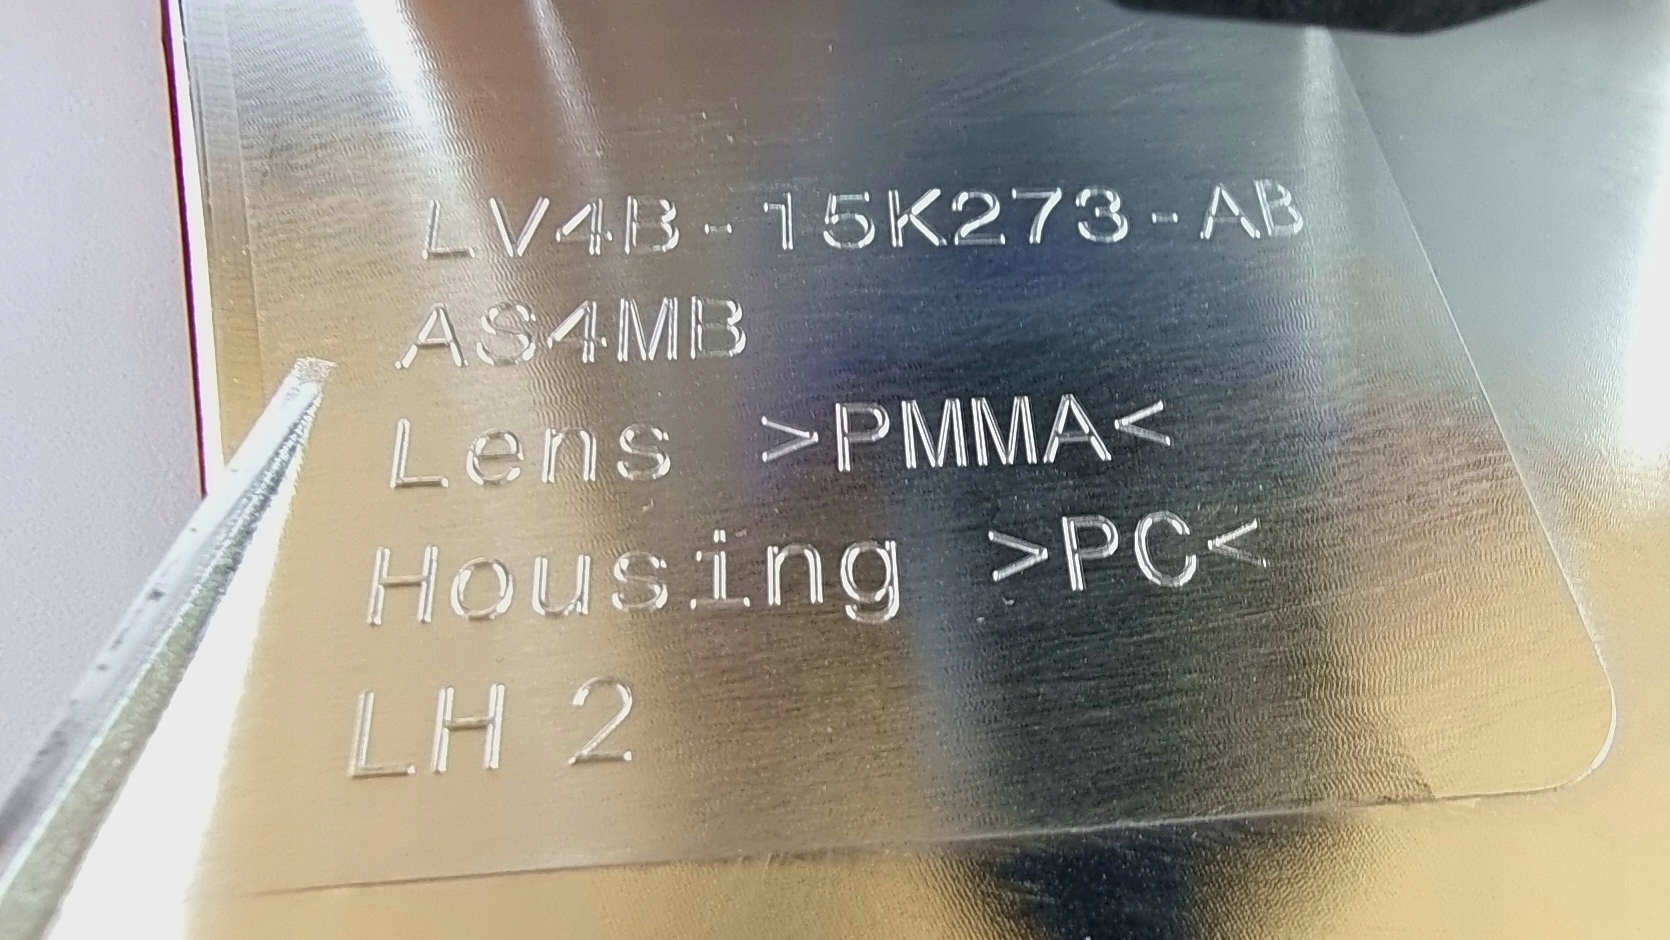 LV4B-15K273-AB
AS4MB
Lens >PMMA<
Housing >PC<
LH 2